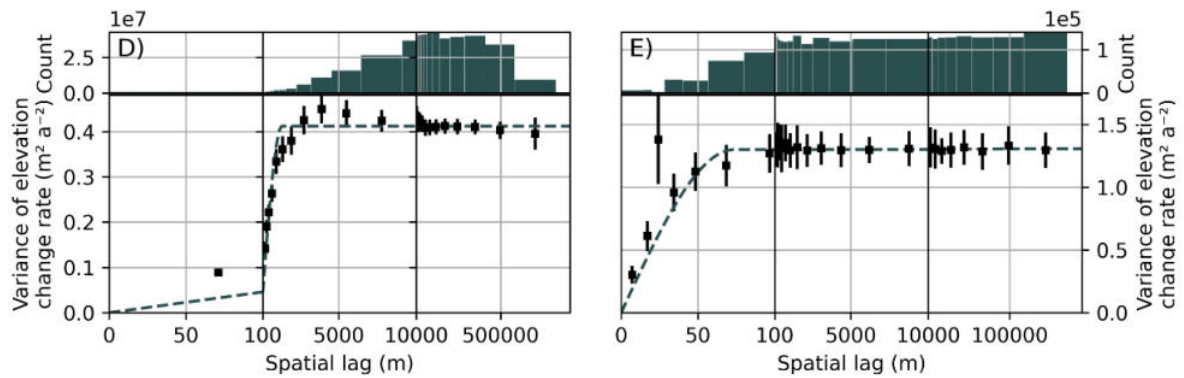 1e7
D)
2.5
0.0
Count
0.4
0.3
0.2
0.1
0.0
Variance of elevation
change rate (m² a⁻²)
0 50 100 5000 10000 500000
Spatial lag (m)
1e5
E)
1
0
Count
1.5
1.0
0.5
0.0
Variance of elevation
change rate (m² a⁻²)
0 50 100 5000 10000 100000
Spatial lag (m)